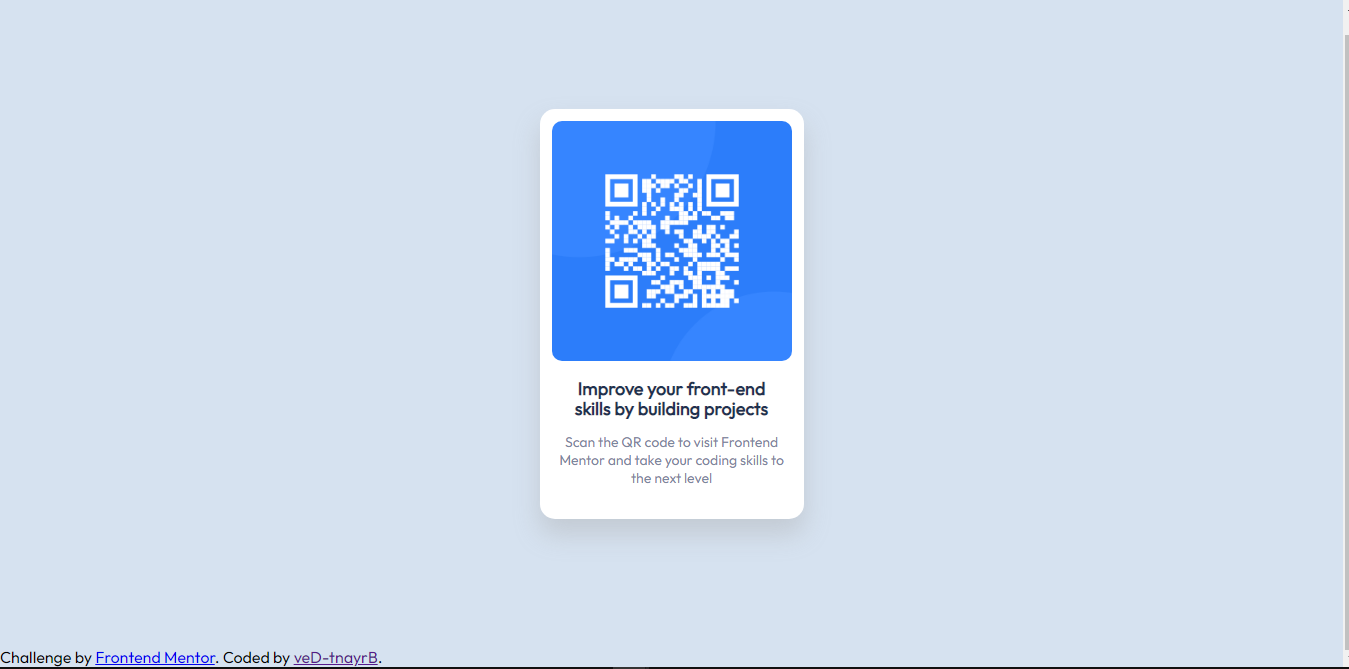 Improve your front-end
skills by building projects
Scan the QR code to visit Frontend
Mentor and take your coding skills to
the next level
Challenge by Frontend Mentor. Coded by veD-tnayrB.